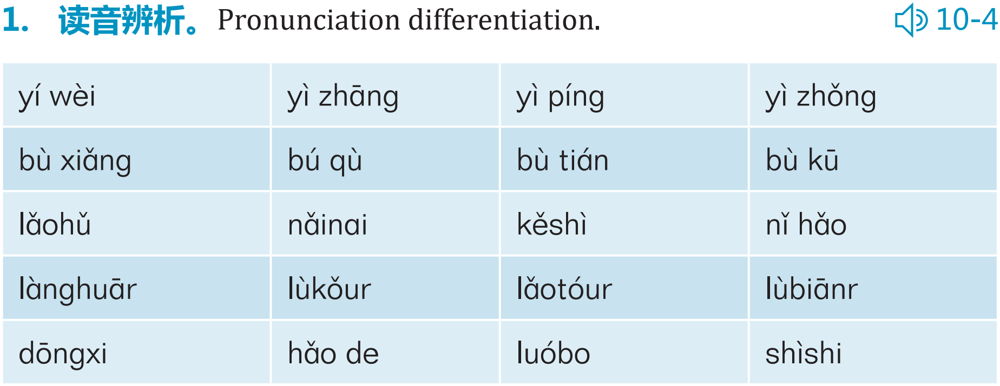 1. 读音辨析。 Pronunciation differentiation. 10-4
yí wèi yì zhāng yì píng yì zhǒng
bù xiǎng bú qù bù tián bù kū
lǎohǔ nǎinai kěshì nǐ hǎo
lànghuār lùkǒur lǎotóur lùbiānr
dōngxi hǎo de luóbo shìshi